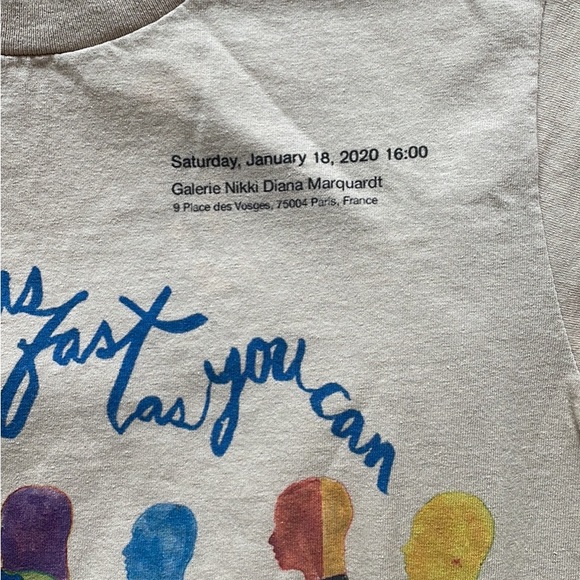 Saturday, January 18, 2020 16:00
Galerie Nikki Diana Marquardt
9 Place des Vosges, 75004 Paris, France
as
fast as you can